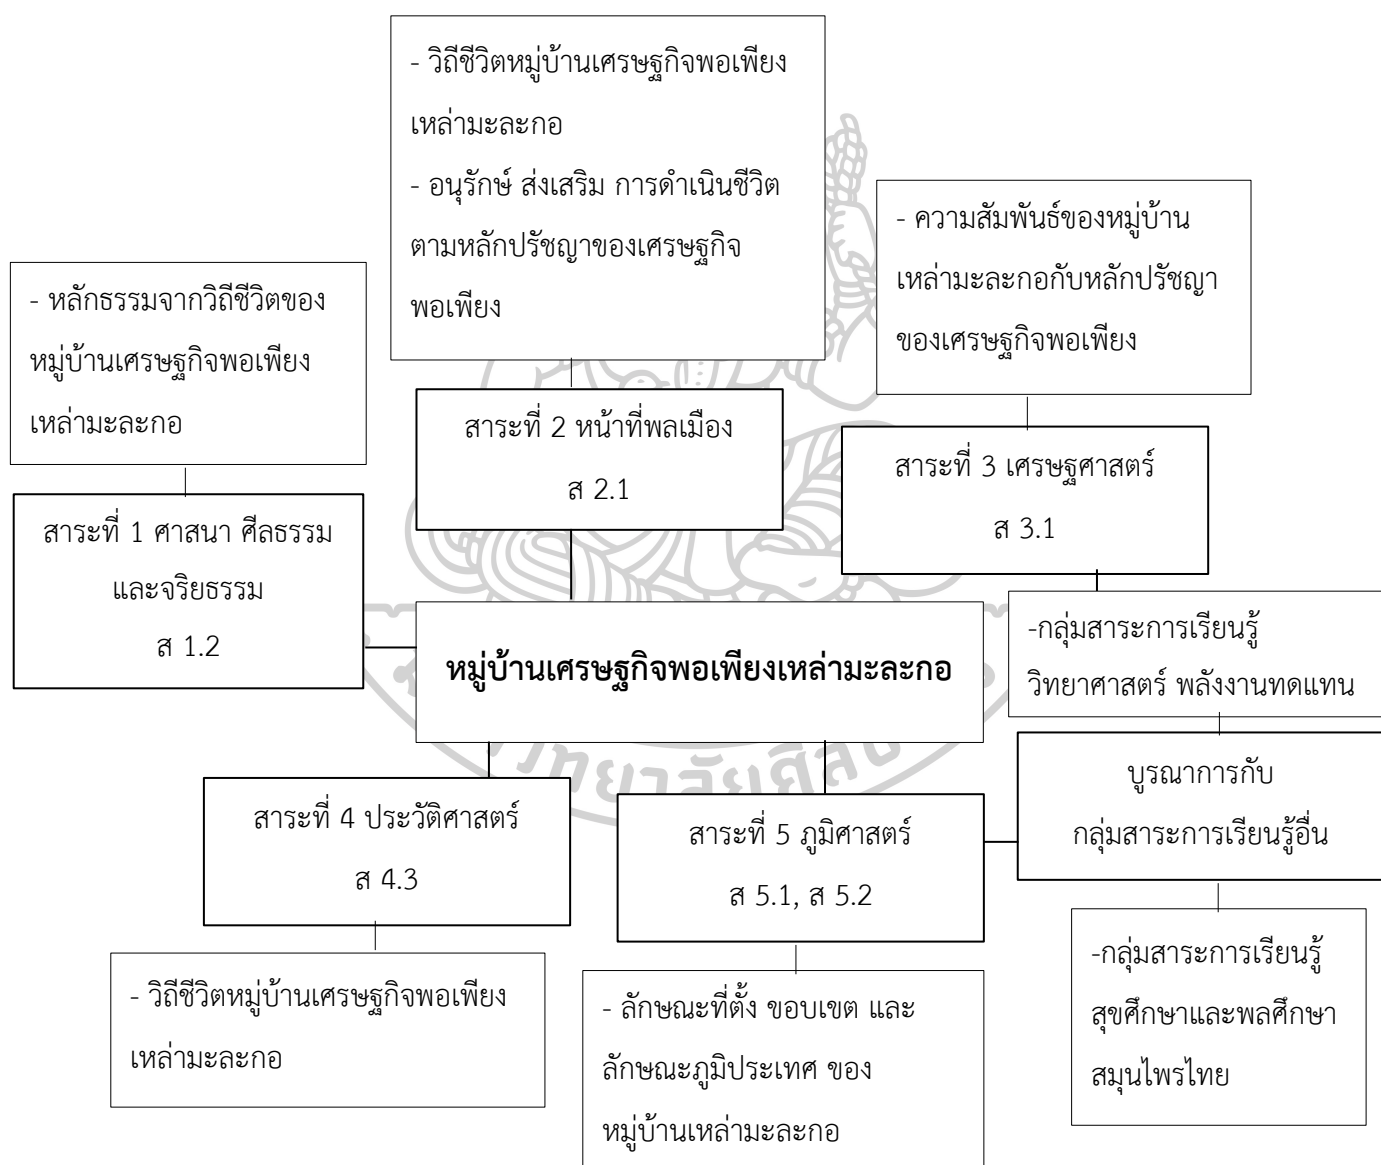 - วิถีชีวิตหมู่บ้านเศรษฐกิจพอเพียง
เหล่ามะละกอ
- อนุรักษ์ ส่งเสริม การดำเนินชีวิต
ตามหลักปรัชญาของเศรษฐกิจ
พอเพียง
- ความสัมพันธ์ของหมู่บ้าน
เหล่ามะละกอกับหลักปรัชญา
ของเศรษฐกิจพอเพียง
- หลักธรรมจากวิถีชีวิตของ
หมู่บ้านเศรษฐกิจพอเพียง
เหล่ามะละกอ
สาระที่ 2 หน้าที่พลเมือง
ส 2.1
สาระที่ 3 เศรษฐศาสตร์
ส 3.1
สาระที่ 1 ศาสนา ศีลธรรม
และจริยธรรม
ส 1.2
หมู่บ้านเศรษฐกิจพอเพียงเหล่ามะละกอ
-กลุ่มสาระการเรียนรู้
วิทยาศาสตร์ พลังงานทดแทน
บูรณาการกับ
กลุ่มสาระการเรียนรู้อื่น
สาระที่ 4 ประวัติศาสตร์
ส 4.3
สาระที่ 5 ภูมิศาสตร์
ส 5.1, ส 5.2
-กลุ่มสาระการเรียนรู้
สุขศึกษาและพลศึกษา
สมุนไพรไทย
- วิถีชีวิตหมู่บ้านเศรษฐกิจพอเพียง
เหล่ามะละกอ
- ลักษณะที่ตั้ง ขอบเขต และ
ลักษณะภูมิประเทศ ของ
หมู่บ้านเหล่ามะละกอ